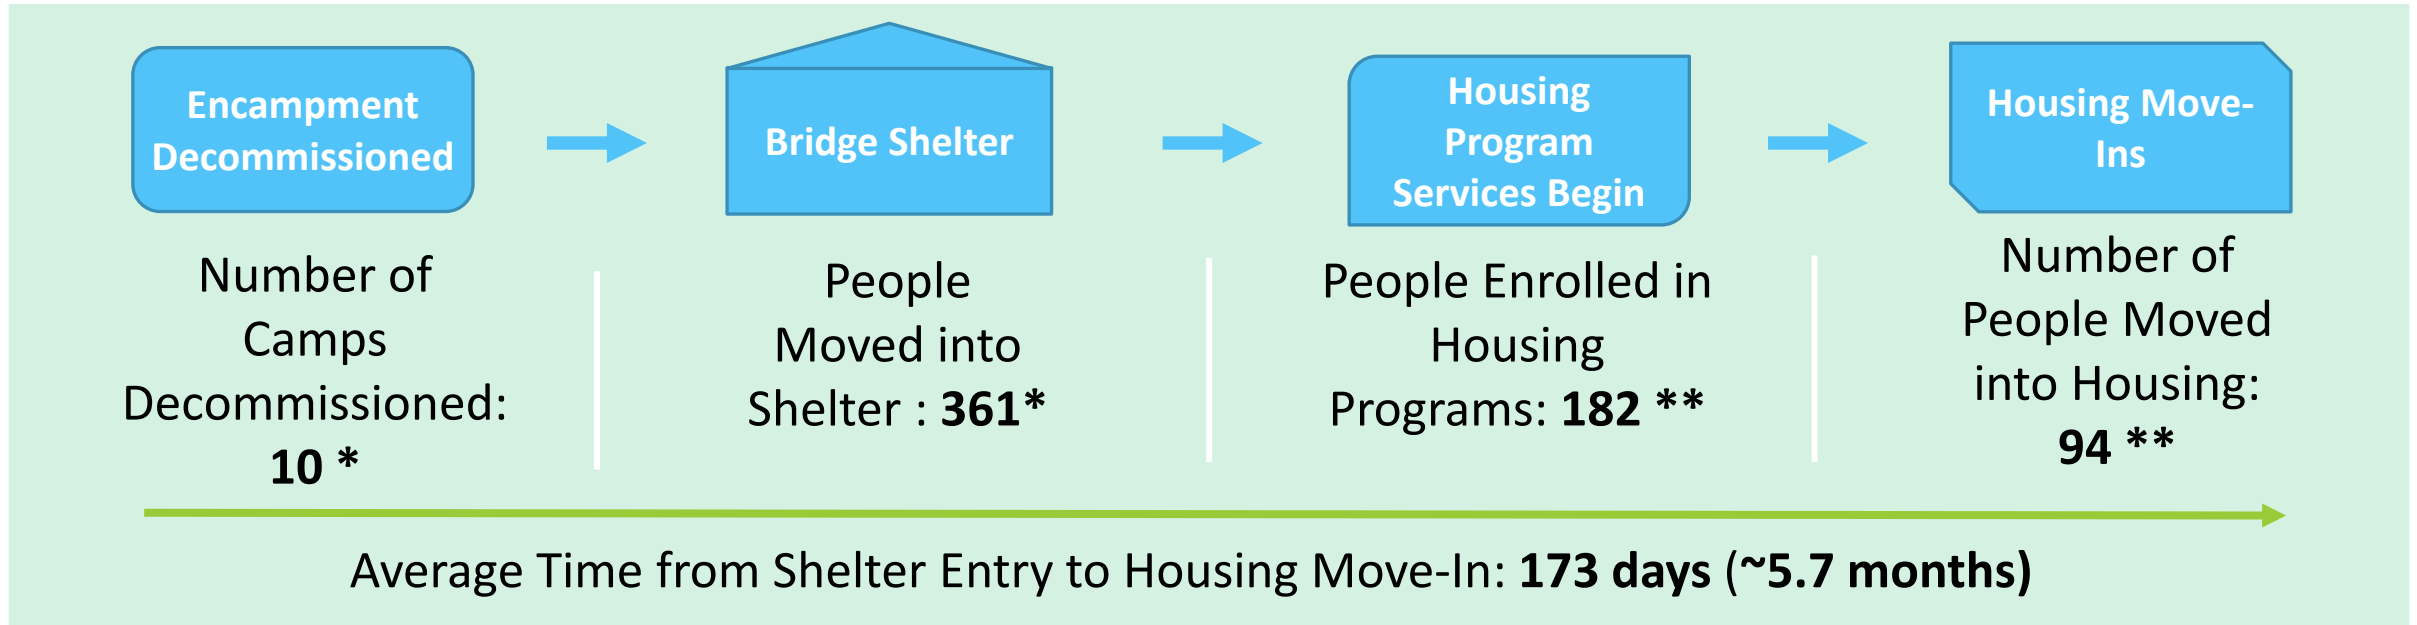 Encampment
Decommissioned
Bridge Shelter
Housing
Program
Services Begin
Housing Move-
Ins
Number of
Camps
Decommissioned:
10 *
People
Moved into
Shelter : 361*
People Enrolled in
Housing
Programs: 182 **
Number of
People Moved
into Housing:
94 **
Average Time from Shelter Entry to Housing Move-In: 173 days (~5.7 months)